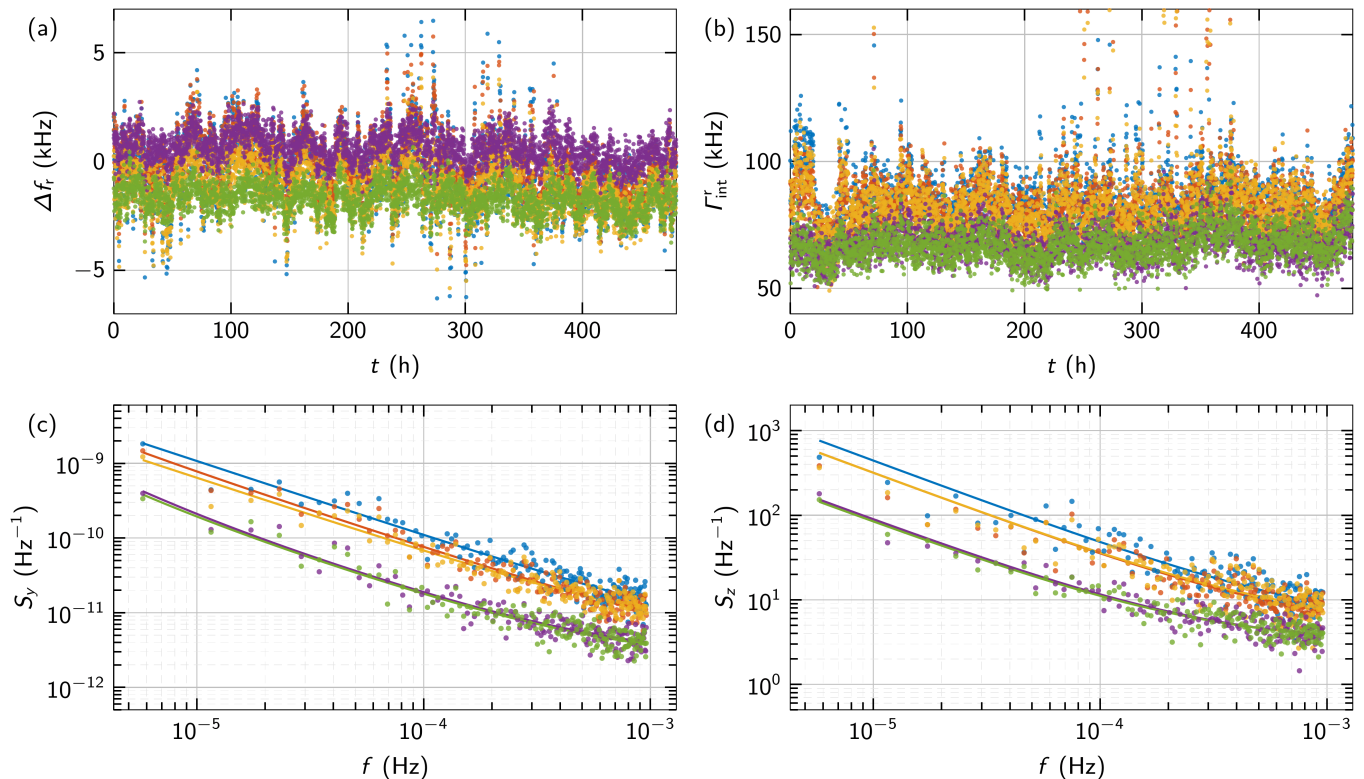 (a)
5
0
−5
Δf_r (kHz)
0 100 200 300 400
t (h)
(b)
150
100
50
Γ^r_int (kHz)
0 100 200 300 400
t (h)
(c)
10^−9
10^−10
10^−11
10^−12
S_y (Hz^−1)
10^−5 10^−4 10^−3
f (Hz)
(d)
10^3
10^2
10^1
10^0
S_z (Hz^−1)
10^−5 10^−4 10^−3
f (Hz)